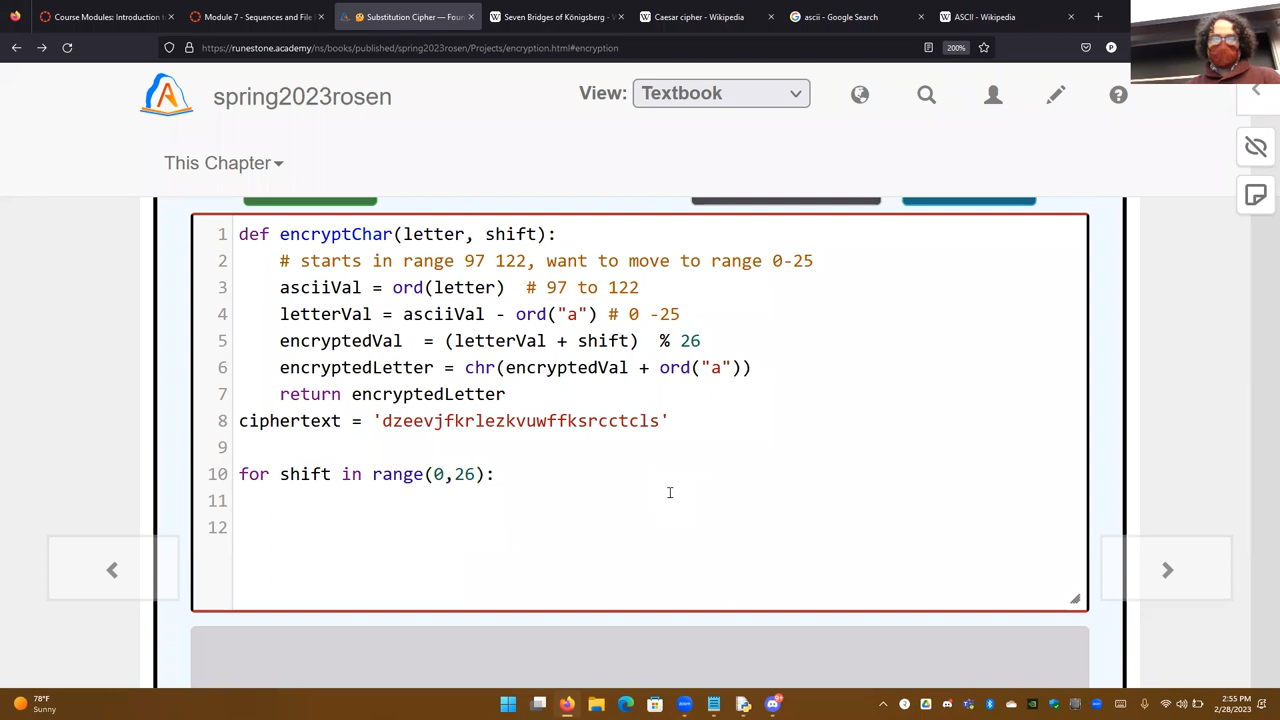 Course Modules: Introduction to
Module 7 - Sequences and File
Substitution Cipher — Foun
Seven Bridges of Königsberg - W
Caesar cipher - Wikipedia
ascii - Google Search
ASCII - Wikipedia
https://runestone.academy/ns/books/published/spring2023rosen/Projects/encryption.html#encryption
200%
spring2023rosen
View:
Textbook
This Chapter
1 def encryptChar(letter, shift):
2 # starts in range 97 122, want to move to range 0-25
3 asciiVal = ord(letter) # 97 to 122
4 letterVal = asciiVal - ord("a") # 0 -25
5 encryptedVal = (letterVal + shift) % 26
6 encryptedLetter = chr(encryptedVal + ord("a"))
7 return encryptedLetter
8 ciphertext = 'dzeevjfkrlezkvuwffksrcctcls'
9
10 for shift in range(0,26):
11
12
78°F
Sunny
2:55 PM
2/28/2023